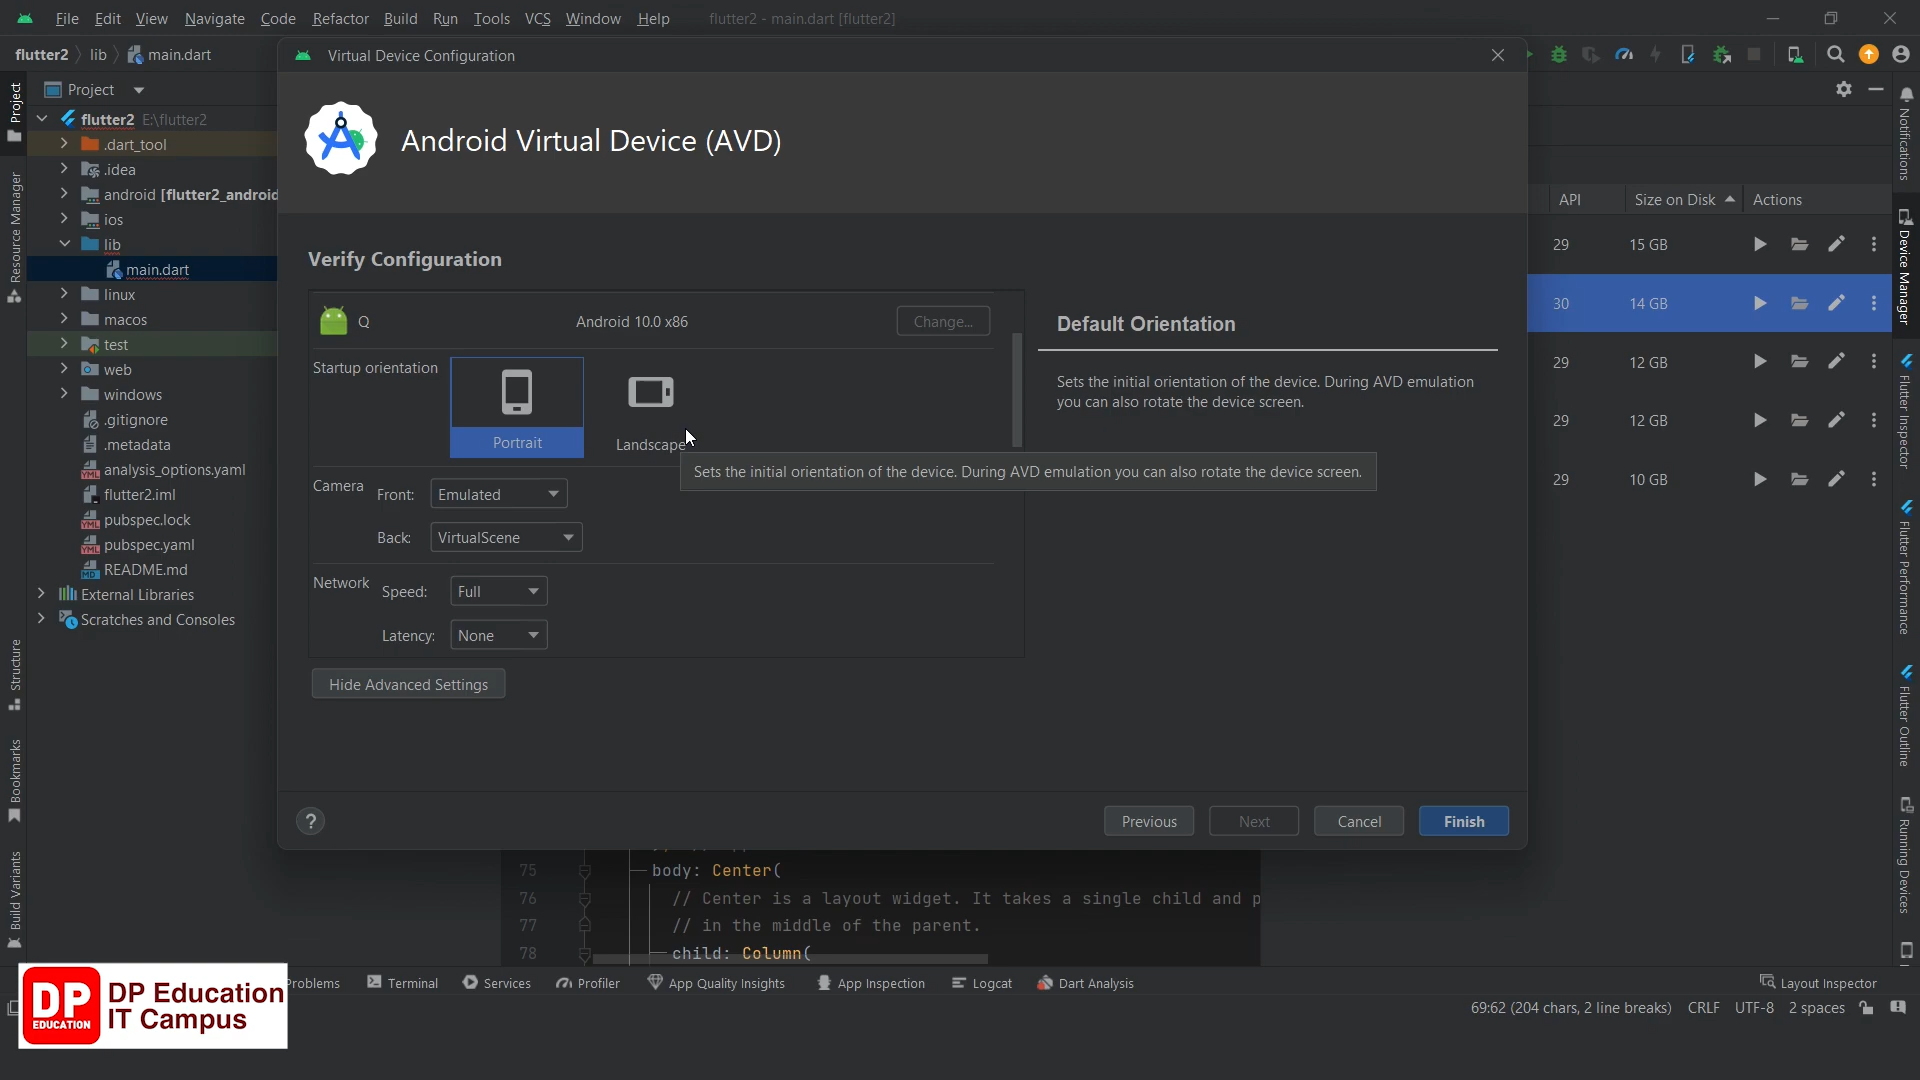 File Edit View Navigate Code Refactor Build Run Tools VCS Window Help flutter2 - main.dart [flutter2]
flutter2 lib main.dart
Virtual Device Configuration
Project
Project
flutter2 E:\flutter2
.dart_tool
.idea
android [flutter2_android
ios
lib
main.dart
linux
macos
test
web
windows
.gitignore
.metadata
analysis_options.yaml
flutter2.iml
pubspec.lock
pubspec.yaml
README.md
External Libraries
Scratches and Consoles
Resource Manager
Structure
Bookmarks
Build Variants
Android Virtual Device (AVD)
Verify Configuration
Q Android 10.0 x86 Change...
Startup orientation
Portrait
Landscape
Camera Front: Emulated
Back: VirtualScene
Network Speed: Full
Latency: None
Hide Advanced Settings
Default Orientation
Sets the initial orientation of the device. During AVD emulation
you can also rotate the device screen.
Sets the initial orientation of the device. During AVD emulation you can also rotate the device screen.
? Previous Next Cancel Finish
API Size on Disk Actions
29 15 GB
30 14 GB
29 12 GB
29 12 GB
29 10 GB
Notifications
Device Manager
Flutter Inspector
Flutter Performance
Flutter Outline
Running Devices
75 body: Center(
76 // Center is a layout widget. It takes a single child and p
77 // in the middle of the parent.
78 child: Column(
roblems Terminal Services Profiler App Quality Insights App Inspection Logcat Dart Analysis Layout Inspector
69:62 (204 chars, 2 line breaks) CRLF UTF-8 2 spaces
DP
EDUCATION
DP Education
IT Campus